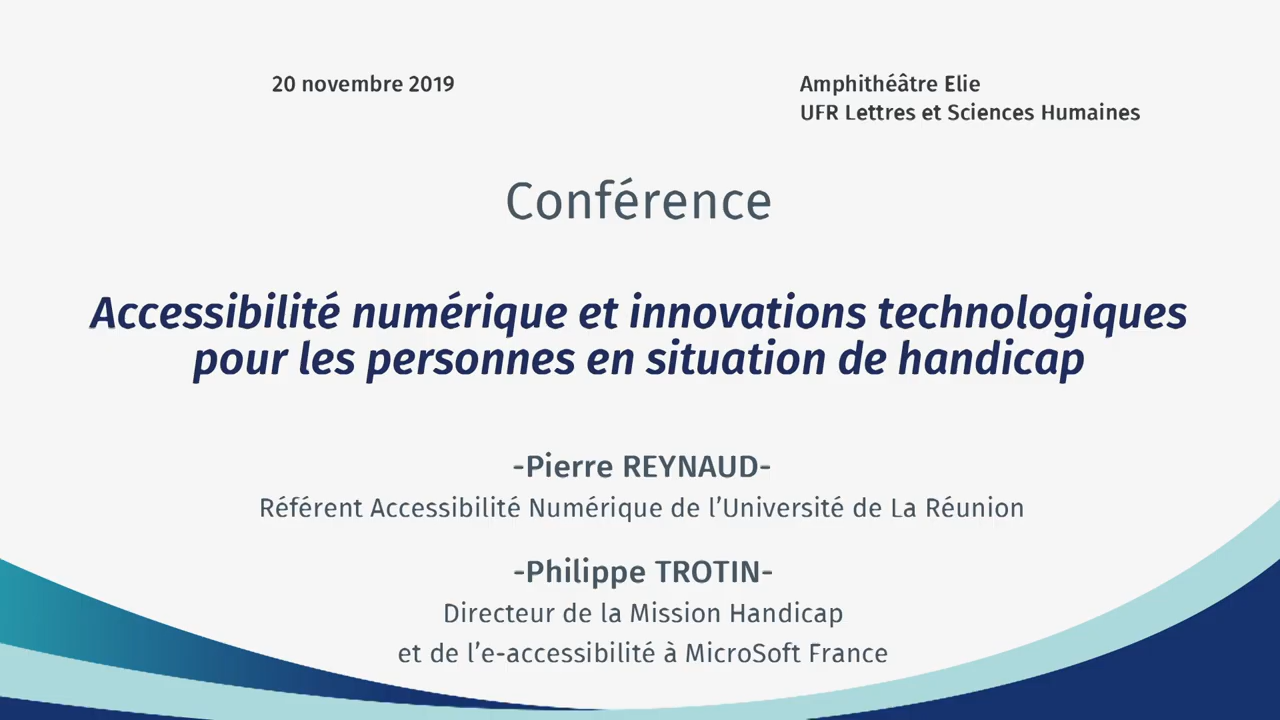 20 novembre 2019
Amphithéâtre Elie
UFR Lettres et Sciences Humaines
Conférence
Accessibilité numérique et innovations technologiques
pour les personnes en situation de handicap
-Pierre REYNAUD-
Référent Accessibilité Numérique de l’Université de La Réunion
-Philippe TROTIN-
Directeur de la Mission Handicap
et de l’e-accessibilité à MicroSoft France